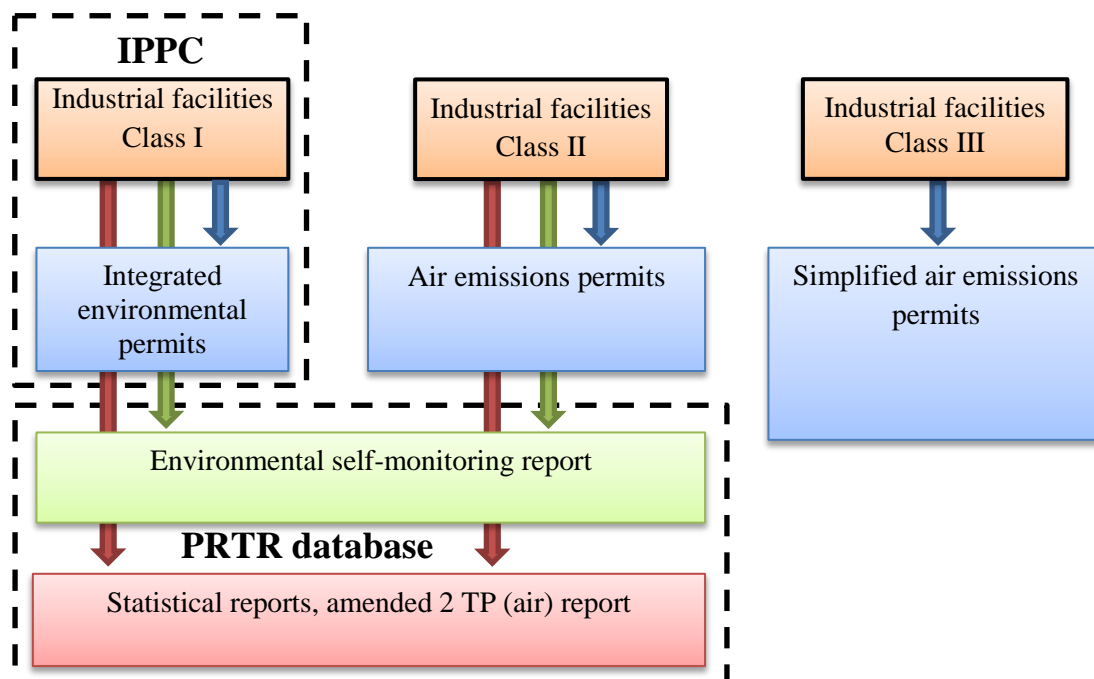 IPPC
Industrial facilities
Class I
Industrial facilities
Class II
Industrial facilities
Class III
Integrated
environmental
permits
Air emissions permits
Simplified air emissions
permits
Environmental self-monitoring report
PRTR database
Statistical reports, amended 2 TP (air) report